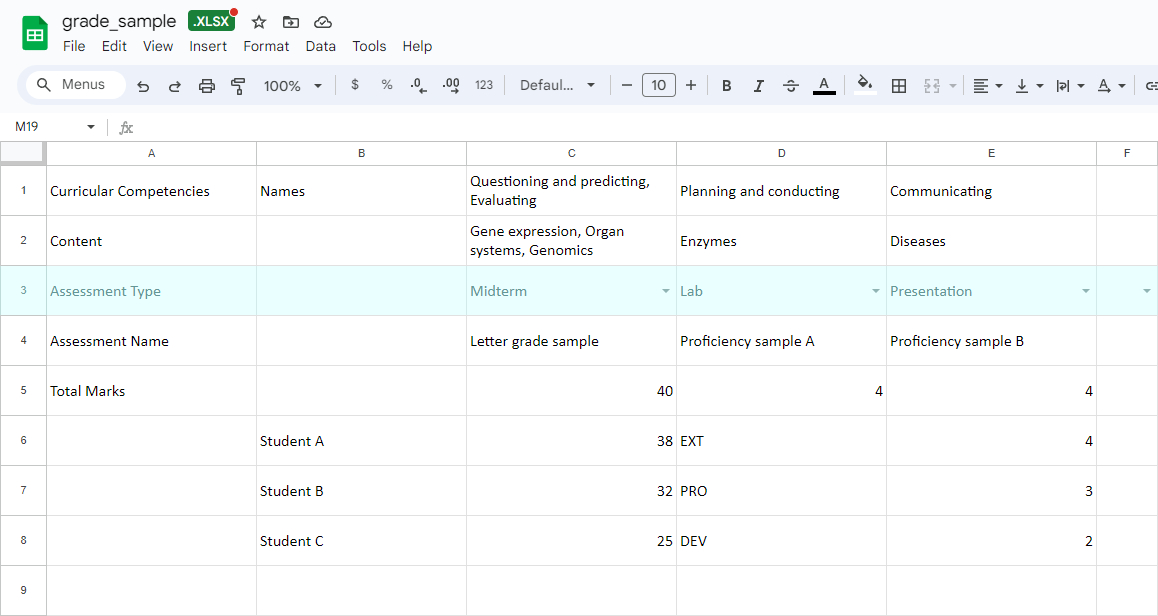 grade_sample .XLSX
File Edit View Insert Format Data Tools Help
Menus 100% $ % .0 .00 123 Defaul... − 10 + B I S A A
M19 fx
A B C D E F
1 Curricular Competencies Names Questioning and predicting, Planning and conducting Communicating
Evaluating
2 Content Gene expression, Organ Enzymes Diseases
systems, Genomics
3 Assessment Type Midterm Lab Presentation
4 Assessment Name Letter grade sample Proficiency sample A Proficiency sample B
5 Total Marks 40 4 4
6 Student A 38 EXT 4
7 Student B 32 PRO 3
8 Student C 25 DEV 2
9